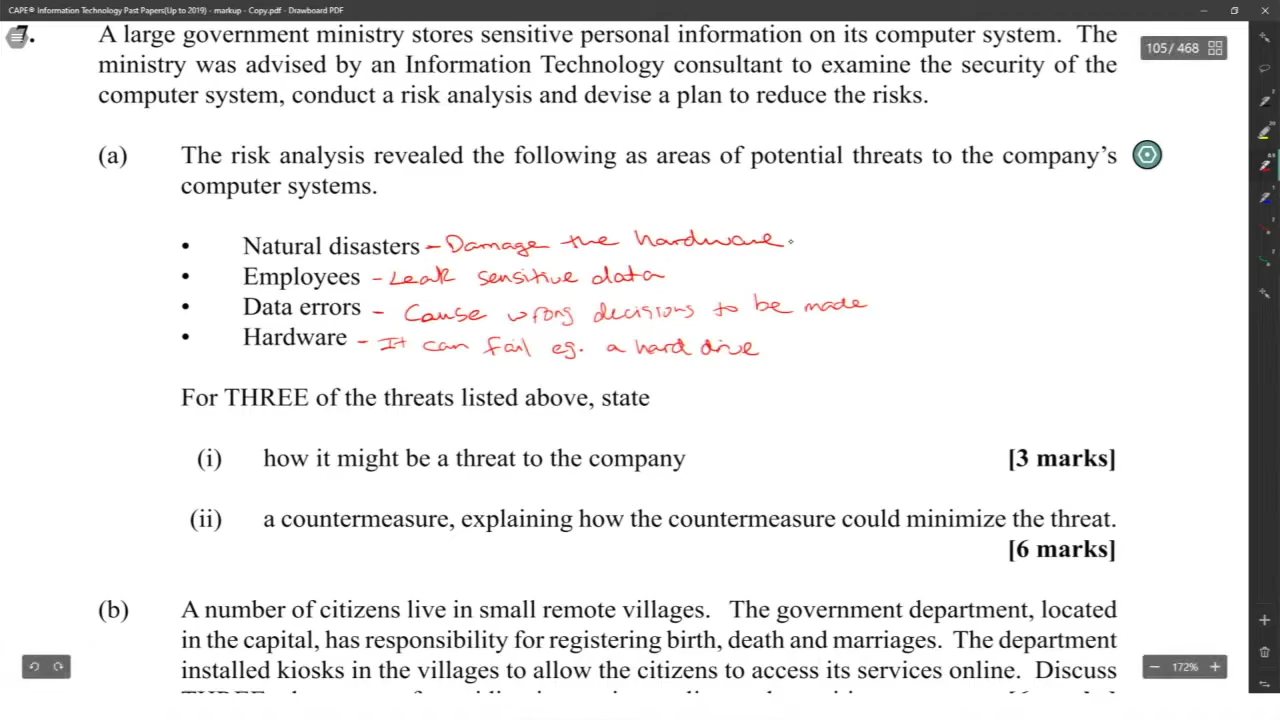 CAPE® Information Technology Past Papers(Up to 2019) - markup - Copy.pdf - Drawboard PDF
7. A large government ministry stores sensitive personal information on its computer system. The
105 / 468
ministry was advised by an Information Technology consultant to examine the security of the
computer system, conduct a risk analysis and devise a plan to reduce the risks.
(a) The risk analysis revealed the following as areas of potential threats to the company's
computer systems.
• Natural disasters - Damage the hardware
• Employees - Leak sensitive data
• Data errors - Cause wrong decisions to be made
• Hardware - It can fail eg. a hard drive
For THREE of the threats listed above, state
(i) how it might be a threat to the company [3 marks]
(ii) a countermeasure, explaining how the countermeasure could minimize the threat.
[6 marks]
(b) A number of citizens live in small remote villages. The government department, located
in the capital, has responsibility for registering birth, death and marriages. The department
installed kiosks in the villages to allow the citizens to access its services online. Discuss
172%